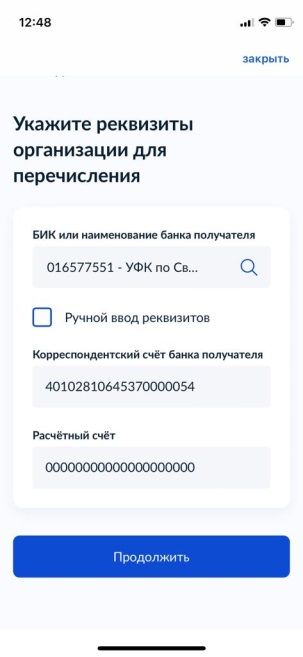 12:48
закрыть
Укажите реквизиты
организации для
перечисления
БИК или наименование банка получателя
016577551 - УФК по Св...
Ручной ввод реквизитов
Корреспондентский счёт банка получателя
40102810645370000054
Расчётный счёт
00000000000000000000
Продолжить